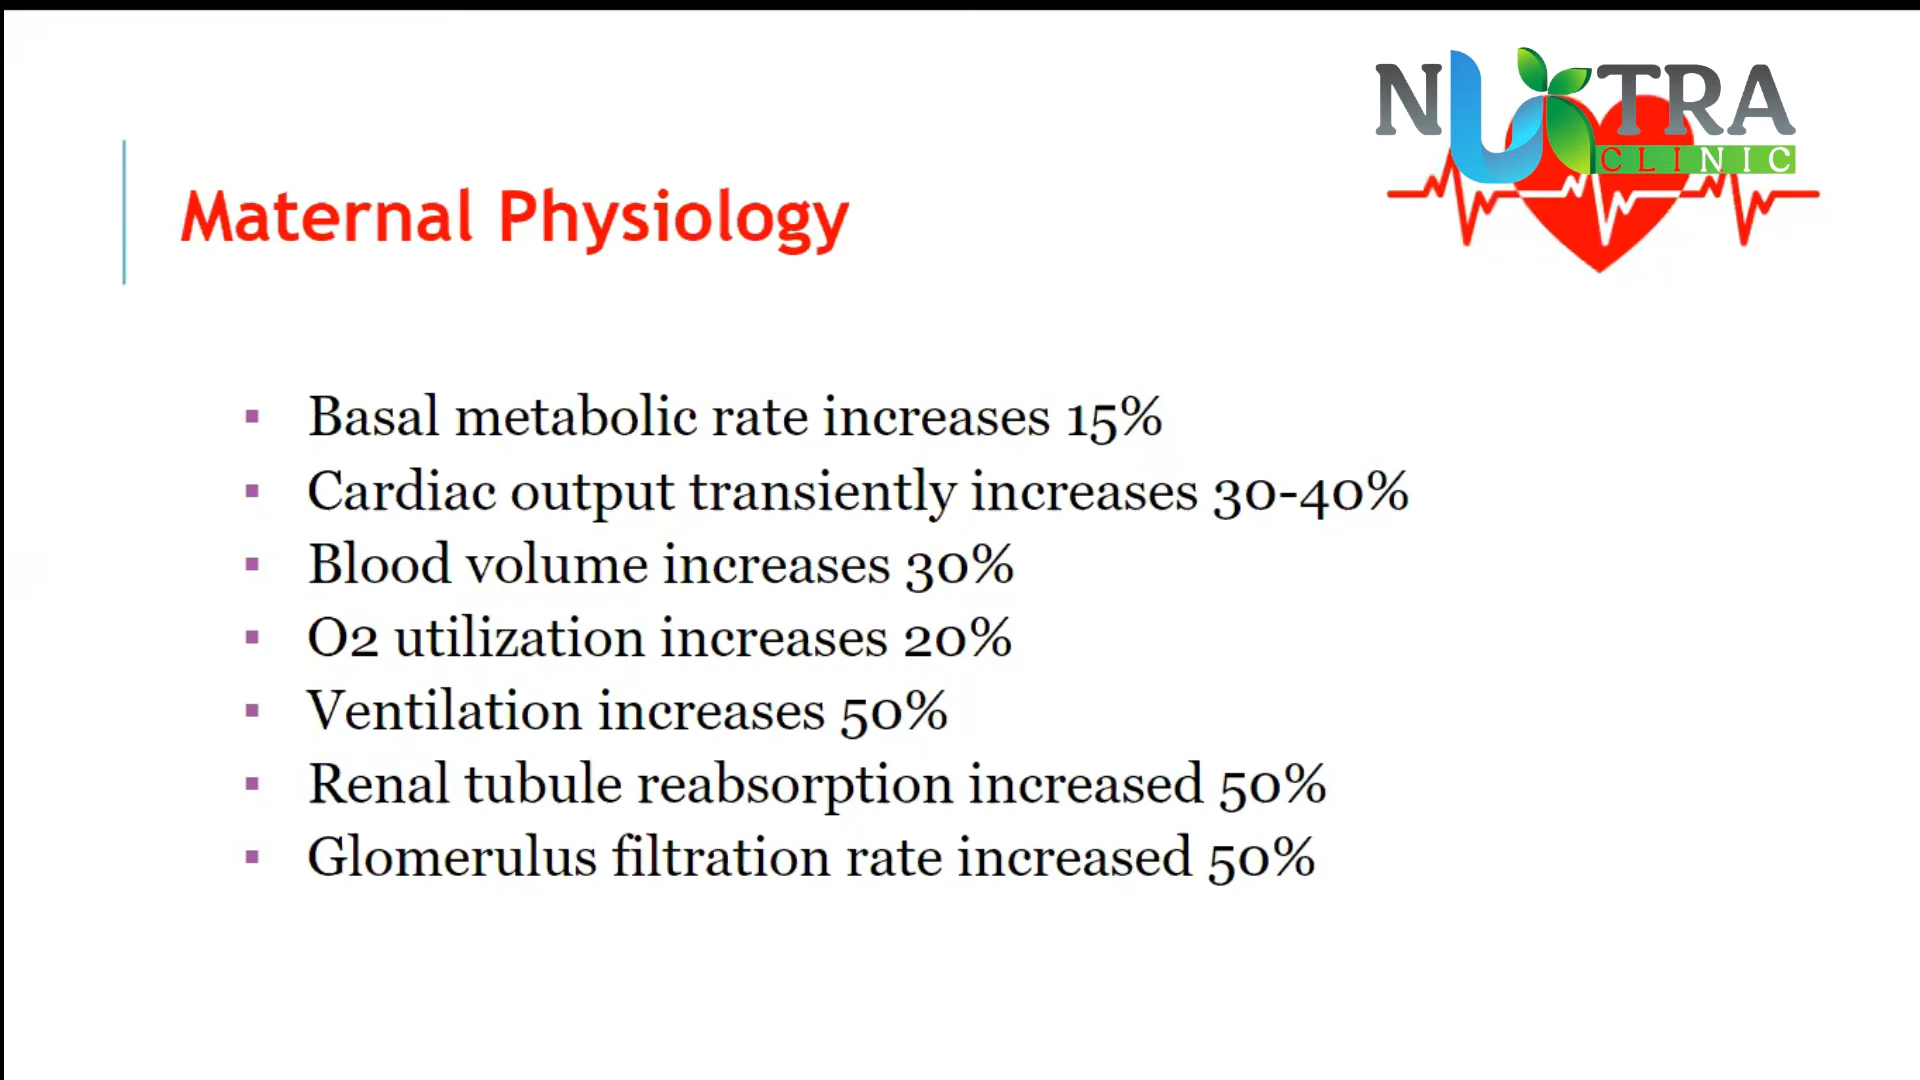 NUTRA
CLINIC
Maternal Physiology
▪ Basal metabolic rate increases 15%
▪ Cardiac output transiently increases 30-40%
▪ Blood volume increases 30%
▪ O2 utilization increases 20%
▪ Ventilation increases 50%
▪ Renal tubule reabsorption increased 50%
▪ Glomerulus filtration rate increased 50%